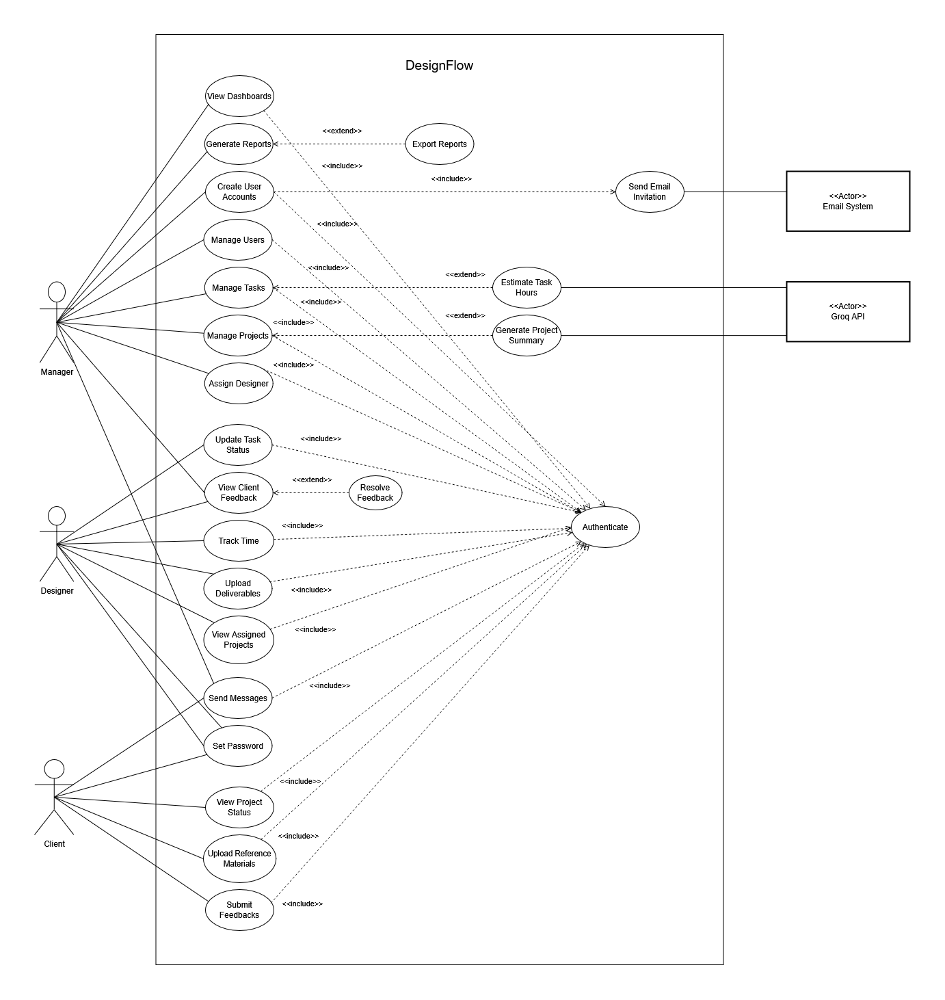 DesignFlow
View Dashboards
<<extend>>
Generate Reports
Export Reports
<<include>>
<<include>>
Create User
Accounts
Send Email
Invitation
<<Actor>>
Email System
<<include>>
Manage Users
<<include>>
<<extend>>
Manage Tasks
Estimate Task
Hours
<<include>>
<<Actor>>
Groq API
<<extend>>
<<include>>
Manage Projects
Generate Project
Summary
<<include>>
Manager
Assign Designer
<<include>>
Update Task
Status
<<extend>>
View Client
Feedback
Resolve
Feedback
<<include>>
Authenticate
Track Time
Designer
Upload
Deliverables
<<include>>
<<include>>
View Assigned
Projects
<<include>>
Send Messages
Set Password
<<include>>
View Project
Status
<<include>>
Client
Upload Reference
Materials
<<include>>
Submit
Feedbacks